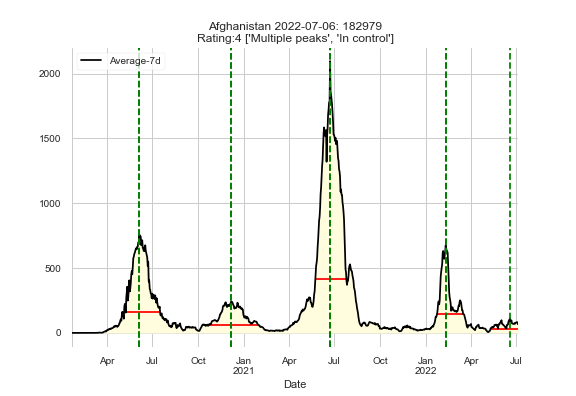 Afghanistan 2022-07-06: 182979
Rating:4 ['Multiple peaks', 'In control']
Average-7d
2000
1500
1000
500
0
Apr Jul Oct Jan Apr Jul Oct Jan Apr Jul
2021 2022
Date